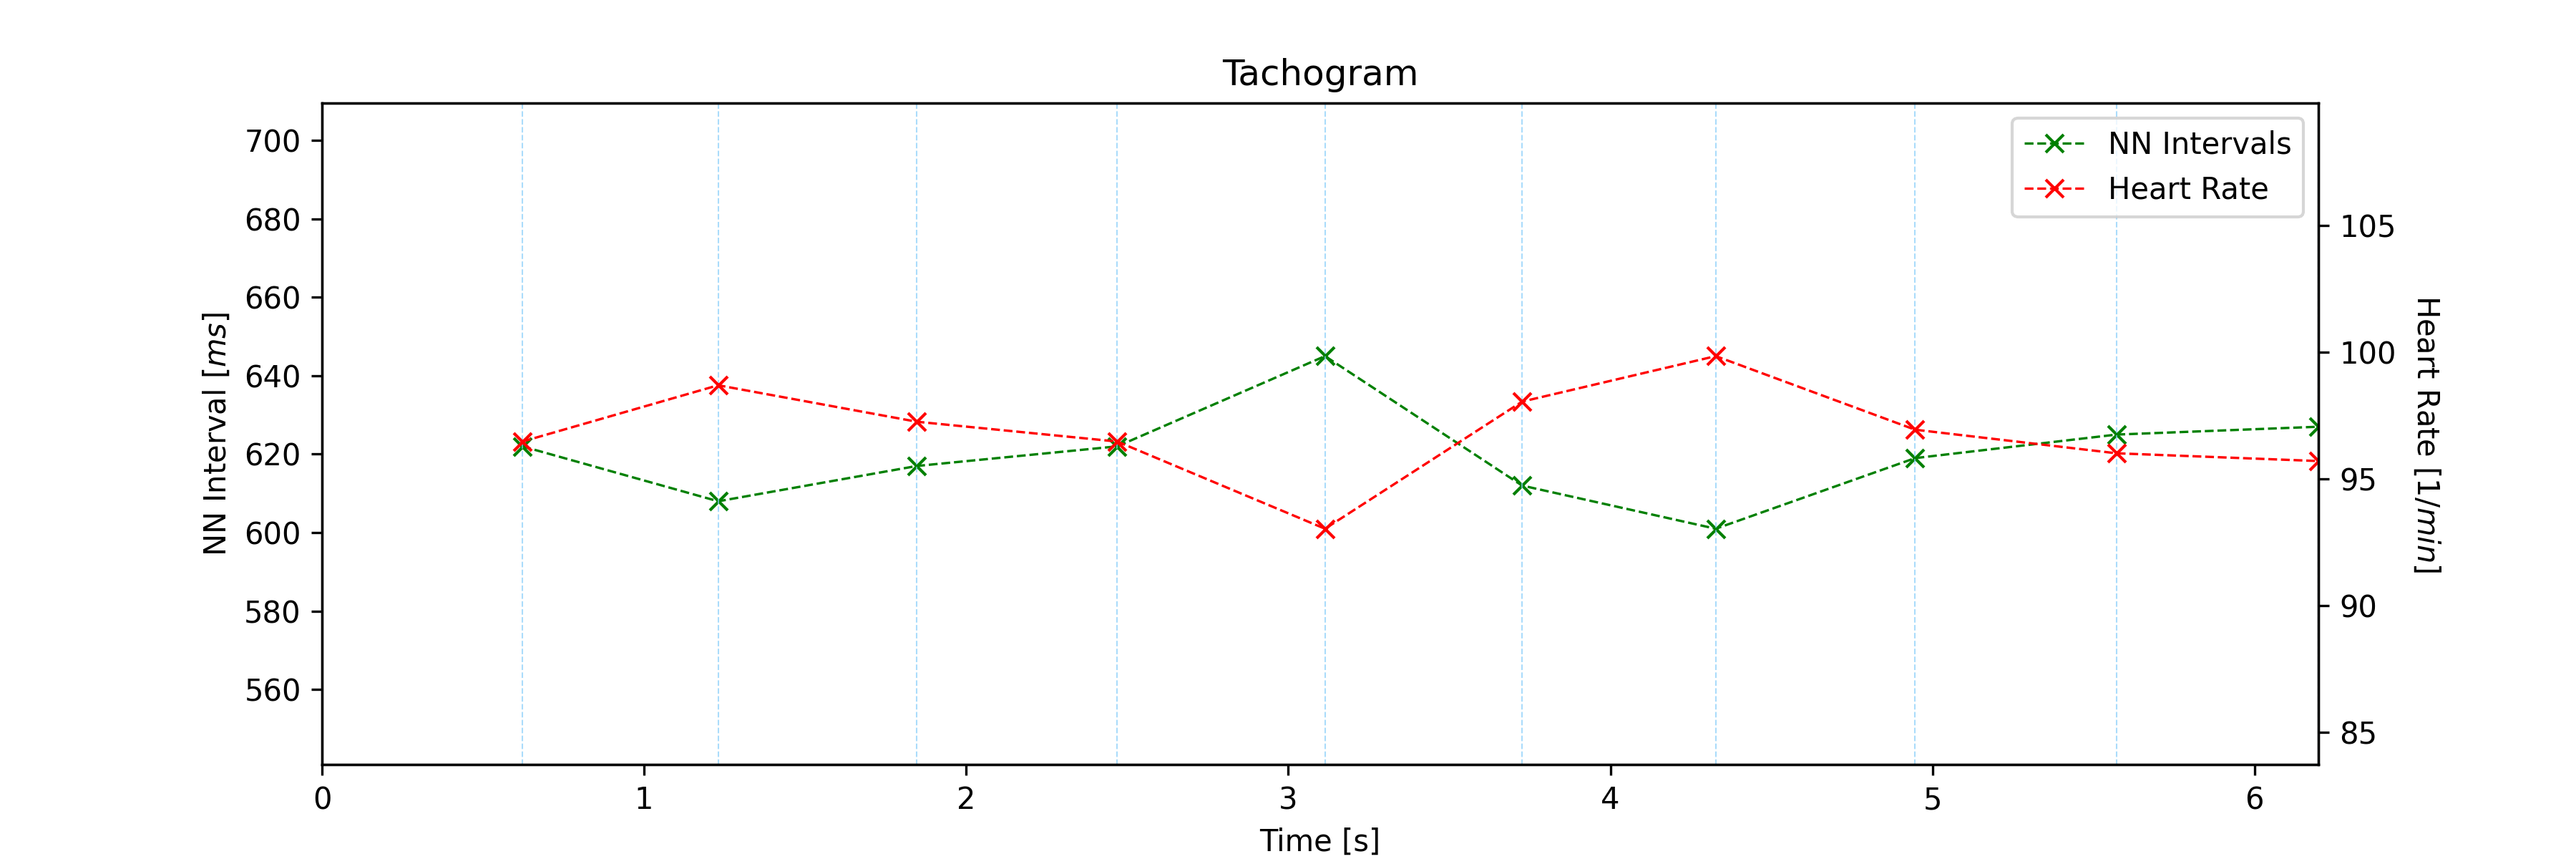 Tachogram
NN Intervals
Heart Rate
700
680
660
640
620
600
580
560
NN Interval [ms]
105
100
95
90
85
Heart Rate [1/min]
0 1 2 3 4 5 6
Time [s]